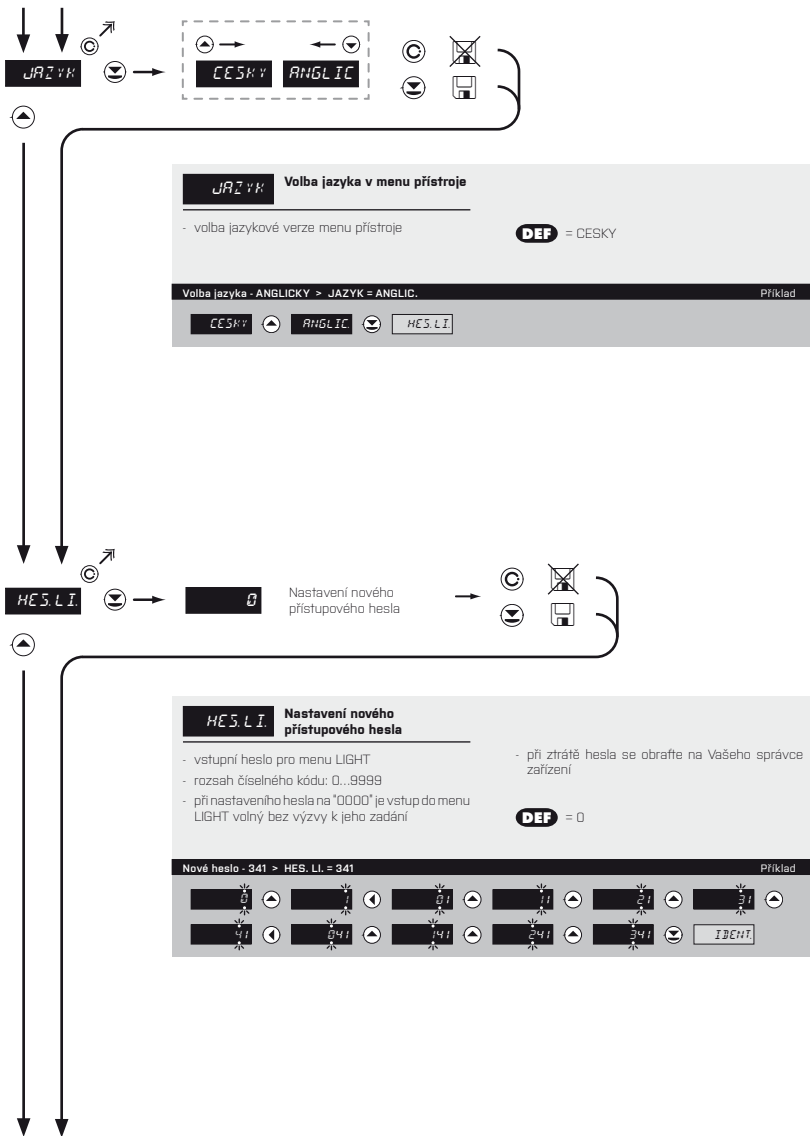 JAZYK
CESKY ANGLIC
JAZYK Volba jazyka v menu přístroje
- volba jazykové verze menu přístroje
DEF = CESKY
Volba jazyka - ANGLICKY > JAZYK = ANGLIC. Příklad
CESKY ANGLIC. HES.LI.
HES.LI. 0 Nastavení nového
přístupového hesla
HES.LI. Nastavení nového
přístupového hesla
- vstupní heslo pro menu LIGHT
- rozsah číselného kódu: 0...9999
- při nastaveního hesla na "0000" je vstup do menu
LIGHT volný bez výzvy k jeho zadání
- při ztrátě hesla se obraťte na Vašeho správce
zařízení
DEF = 0
Nové heslo - 341 > HES. LI. = 341 Příklad
0 1 01 11 21 31
41 041 141 241 341 IDENT.